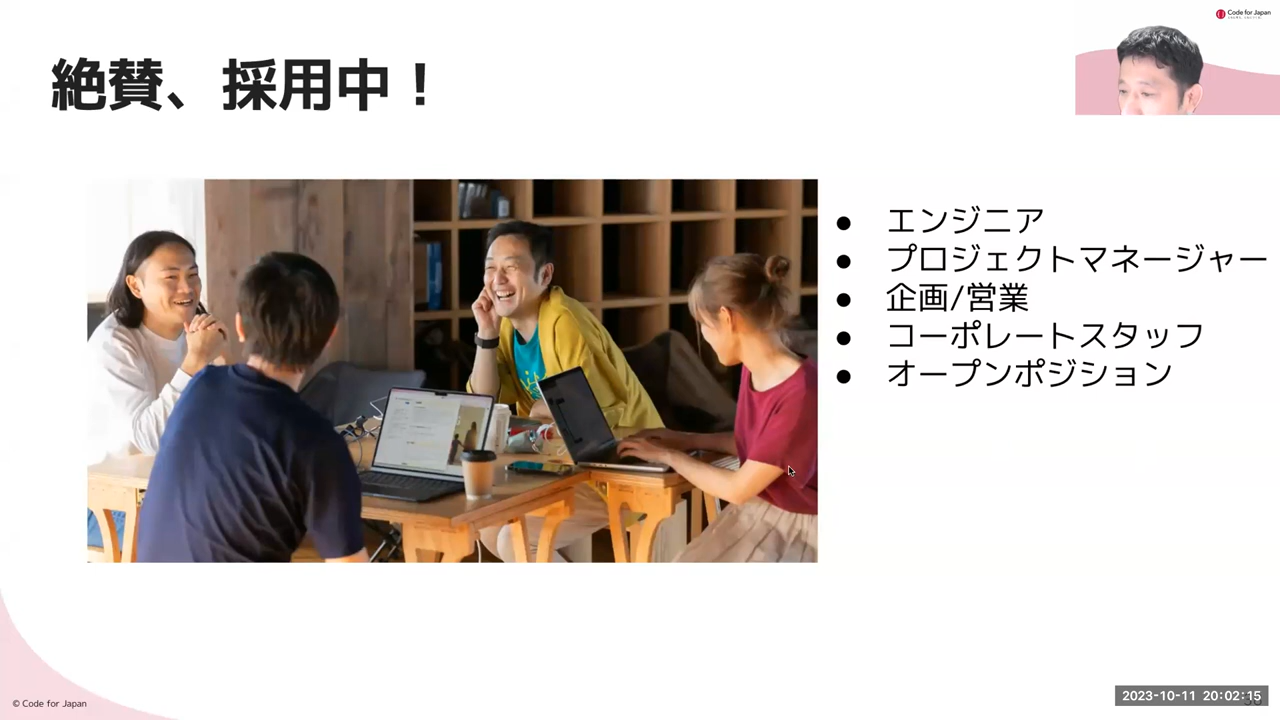 Code for Japan
絶賛、採用中！
● エンジニア
● プロジェクトマネージャー
● 企画/営業
● コーポレートスタッフ
● オープンポジション
© Code for Japan
2023-10-11 20:02:15